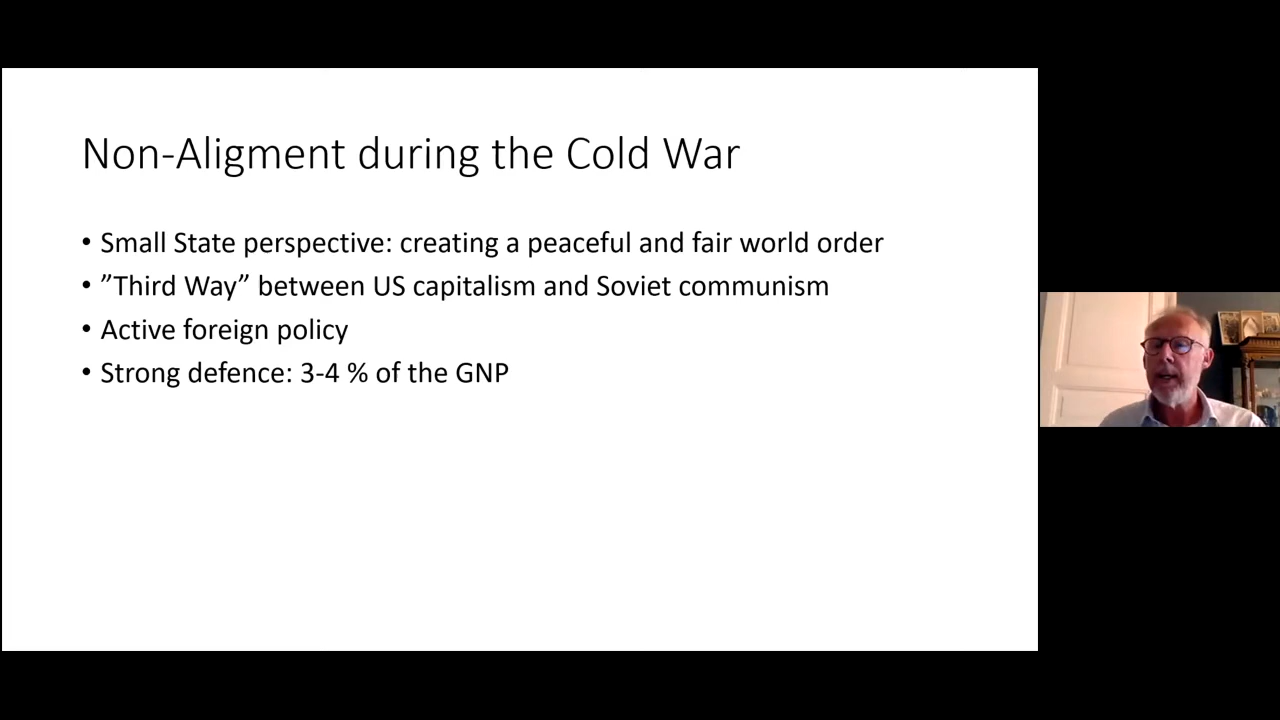 Non-Aligment during the Cold War
• Small State perspective: creating a peaceful and fair world order
• ”Third Way” between US capitalism and Soviet communism
• Active foreign policy
• Strong defence: 3-4 % of the GNP